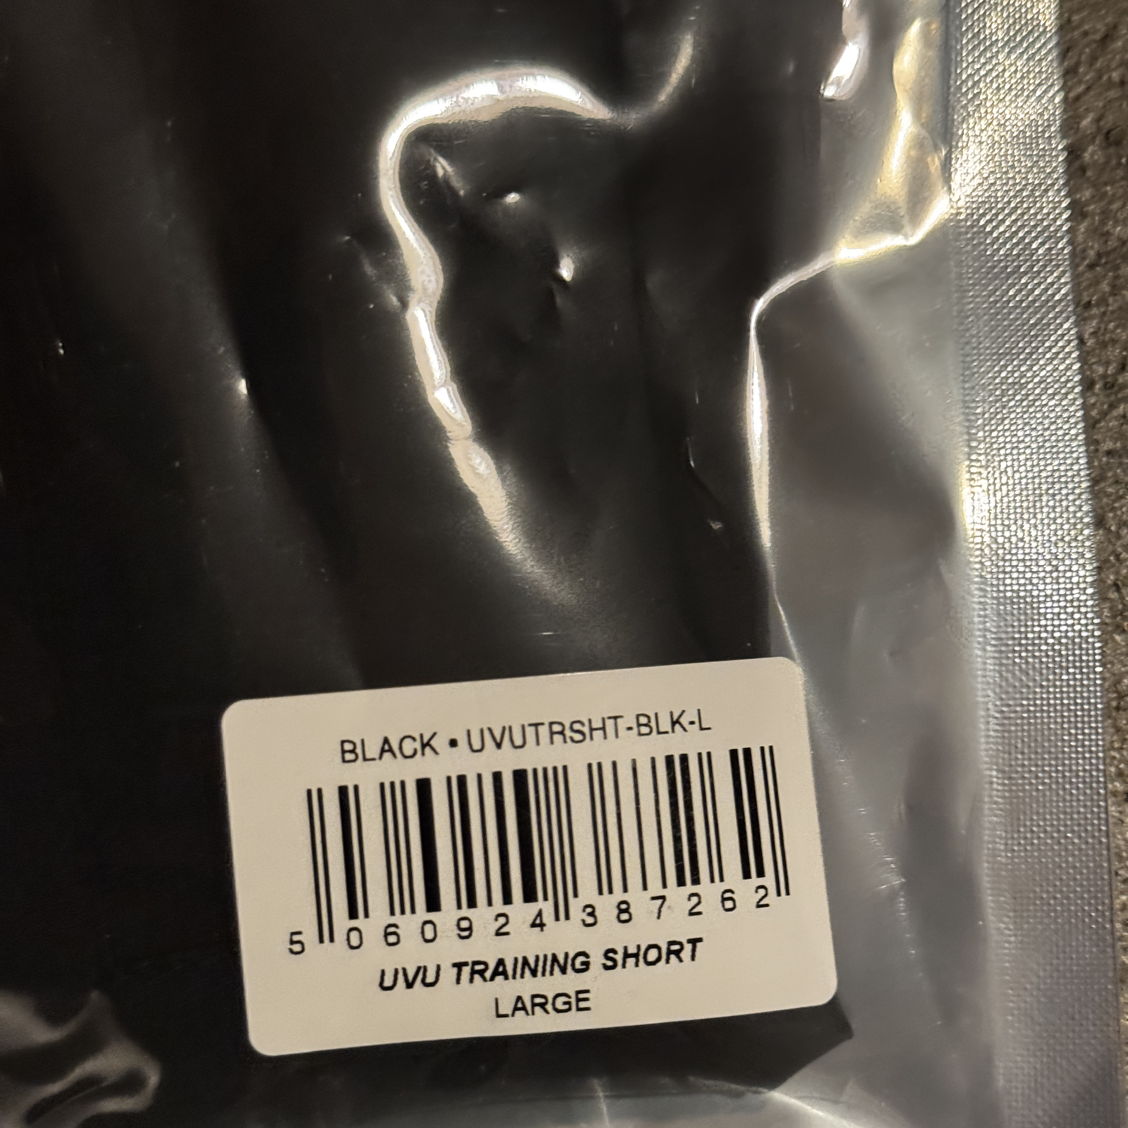 BLACK • UVUTRSHT-BLK-L
5 060924 387262
UVU TRAINING SHORT
LARGE